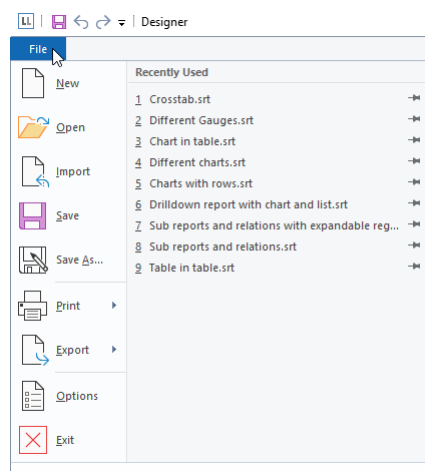 LL Designer
File
Recently Used
New
Open
Import
Save
Save As...
Print
Export
Options
Exit
1 Crosstab.srt
2 Different Gauges.srt
3 Chart in table.srt
4 Different charts.srt
5 Charts with rows.srt
6 Drilldown report with chart and list.srt
7 Sub reports and relations with expandable reg...
8 Sub reports and relations.srt
9 Table in table.srt